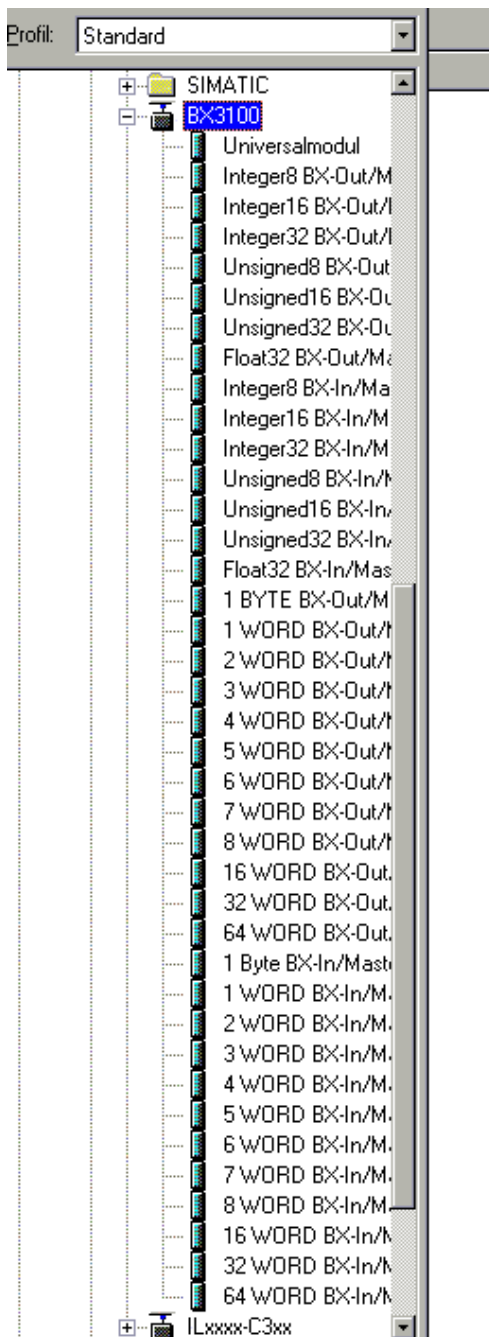 Profil: Standard
SIMATIC
BX3100
Universalmodul
Integer8 BX-Out/M
Integer16 BX-Out/
Integer32 BX-Out/
Unsigned8 BX-Out
Unsigned16 BX-Ou
Unsigned32 BX-Ou
Float32 BX-Out/Ma
Integer8 BX-In/Ma
Integer16 BX-In/M
Integer32 BX-In/M
Unsigned8 BX-In/M
Unsigned16 BX-In/
Unsigned32 BX-In/
Float32 BX-In/Mas
1 BYTE BX-Out/M
1 WORD BX-Out/
2 WORD BX-Out/
3 WORD BX-Out/
4 WORD BX-Out/
5 WORD BX-Out/
6 WORD BX-Out/
7 WORD BX-Out/
8 WORD BX-Out/
16 WORD BX-Out
32 WORD BX-Out
64 WORD BX-Out
1 Byte BX-In/Maste
1 WORD BX-In/M
2 WORD BX-In/M
3 WORD BX-In/M
4 WORD BX-In/M
5 WORD BX-In/M
6 WORD BX-In/M
7 WORD BX-In/M
8 WORD BX-In/M
16 WORD BX-In/M
32 WORD BX-In/M
64 WORD BX-In/M
ILxxxx-C3xx